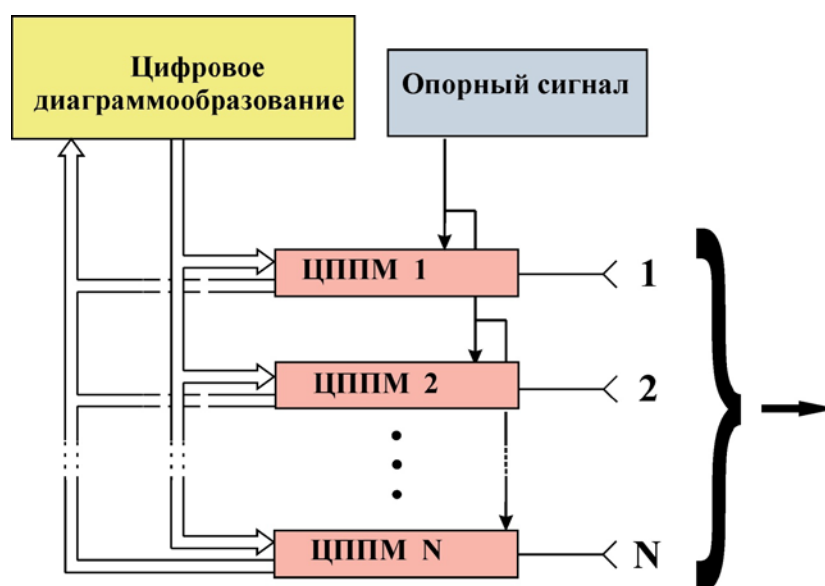 Цифровое
диаграммообразование
Опорный сигнал
ЦППМ 1
1
ЦППМ 2
2
ЦППМ N
N